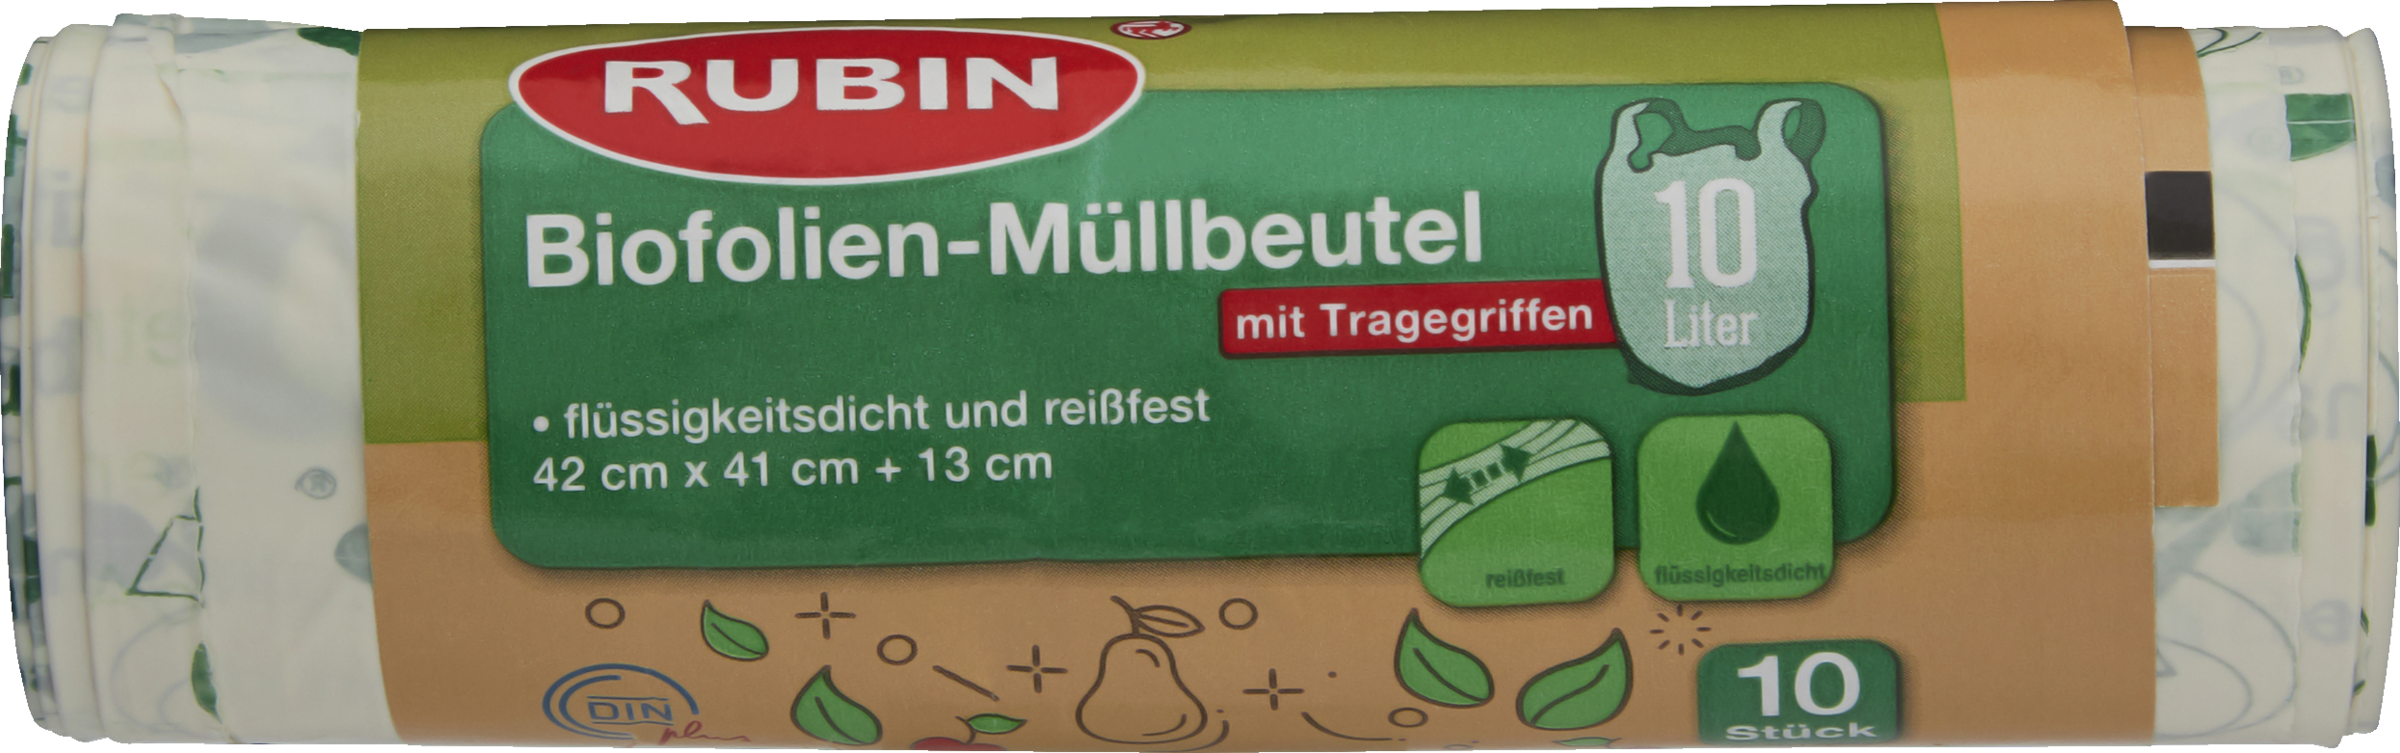 RUBIN
Biofolien-Müllbeutel
mit Tragegriffen
10
Liter
• flüssigkeitsdicht und reißfest
42 cm x 41 cm + 13 cm
reißfest
flüssigkeitsdicht
DIN
plus
10
Stück
®